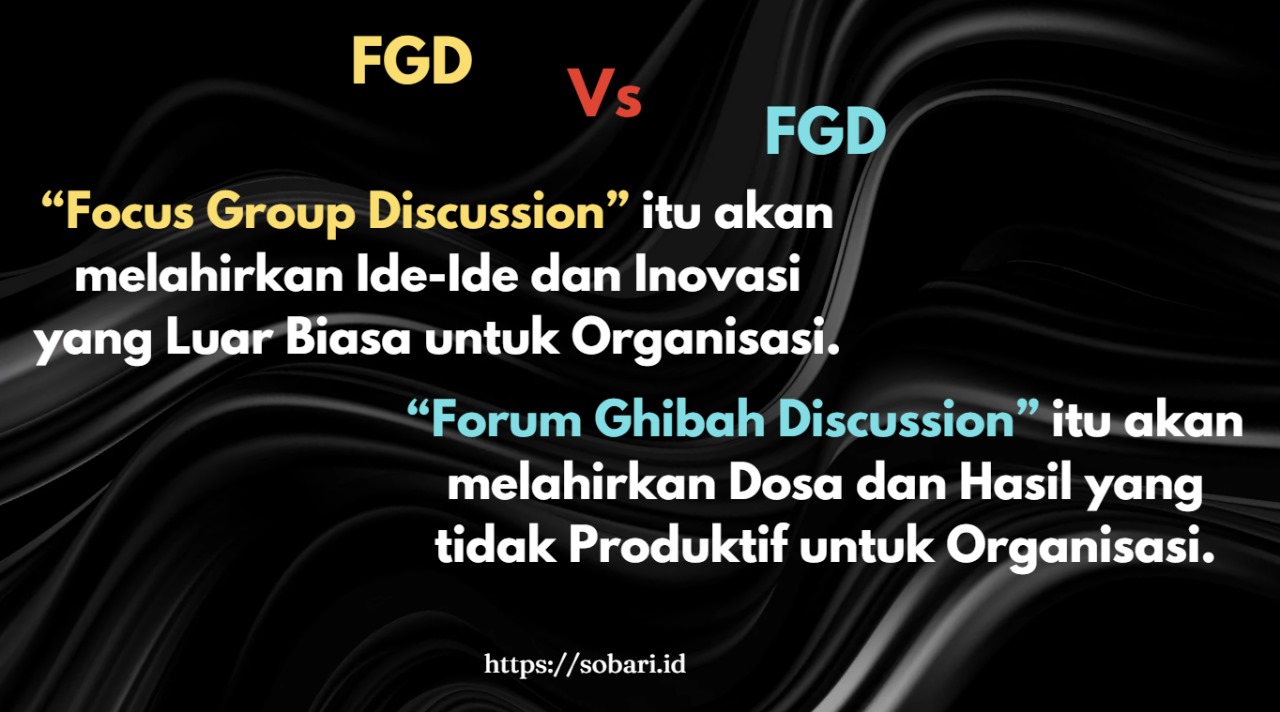 FGD
Vs
FGD
“Focus Group Discussion” itu akan
melahirkan Ide-Ide dan Inovasi
yang Luar Biasa untuk Organisasi.
“Forum Ghibah Discussion” itu akan
melahirkan Dosa dan Hasil yang
tidak Produktif untuk Organisasi.
https://sobari.id